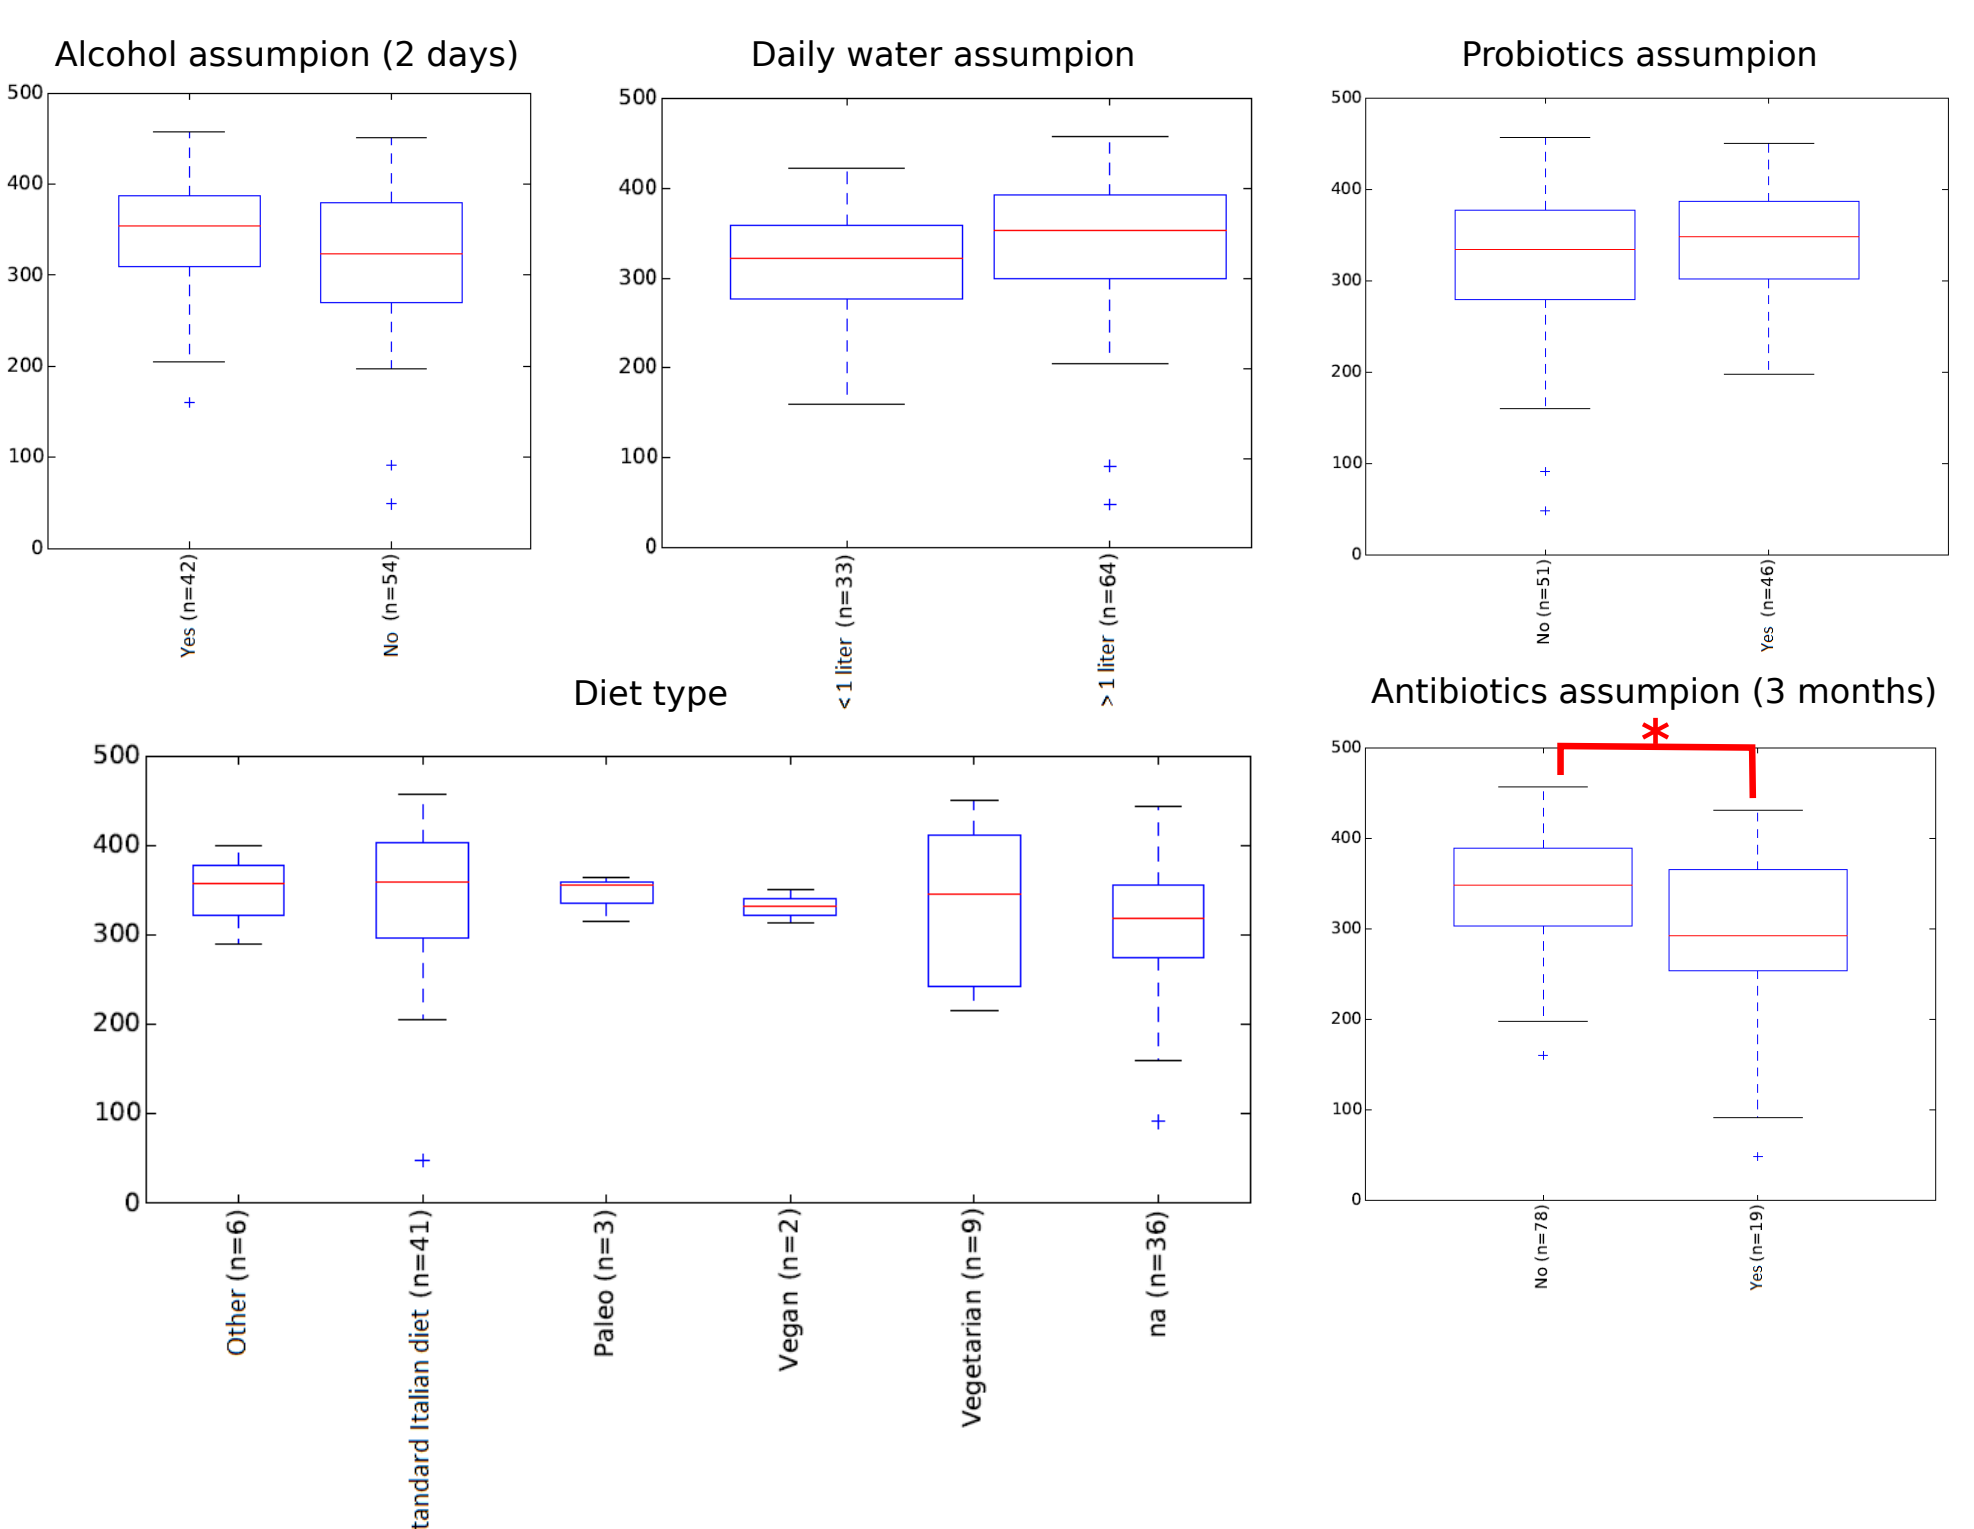 Alcohol assumpion (2 days)
500
400
300
200
100
0
Yes (n=42)
No (n=54)
Daily water assumpion
500
400
300
200
100
0
< 1 liter (n=33)
> 1 liter (n=64)
Probiotics assumpion
500
400
300
200
100
0
No (n=51)
Yes (n=46)
Diet type
500
400
300
200
100
0
Other (n=6)
tandard Italian diet (n=41)
Paleo (n=3)
Vegan (n=2)
Vegetarian (n=9)
na (n=36)
Antibiotics assumpion (3 months)
*
500
400
300
200
100
0
No (n=78)
Yes (n=19)